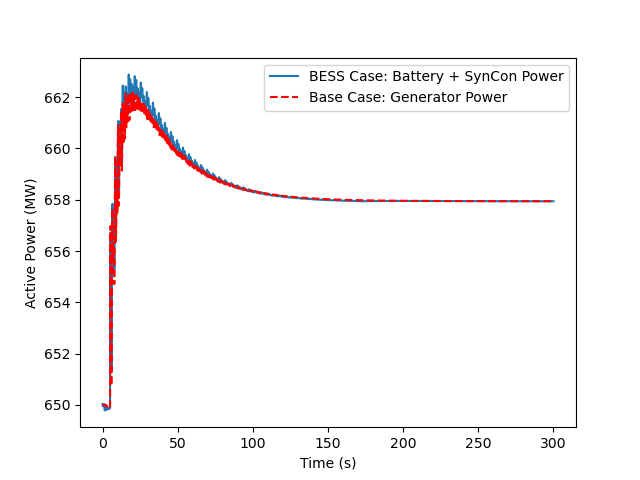 BESS Case: Battery + SynCon Power
Base Case: Generator Power
Active Power (MW)
662
660
658
656
654
652
650
0 50 100 150 200 250 300
Time (s)